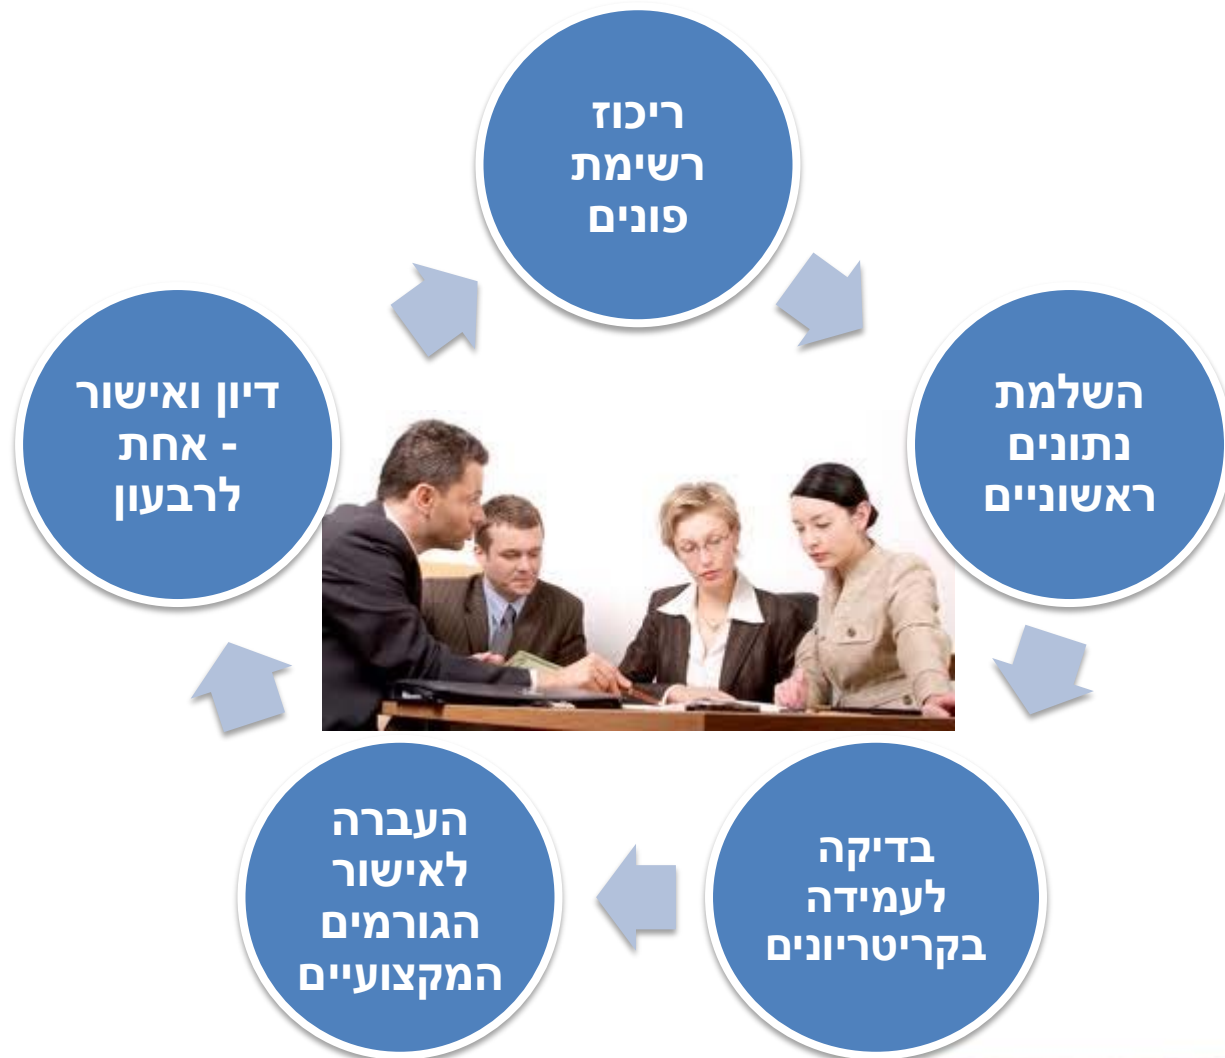 ריכוז
רשימת
פונים
השלמת
נתונים
ראשוניים
בדיקה
לעמידה
בקריטריונים
העברה
לאישור
הגורמים
המקצועיים
דיון ואישור
- אחת
לרבעון